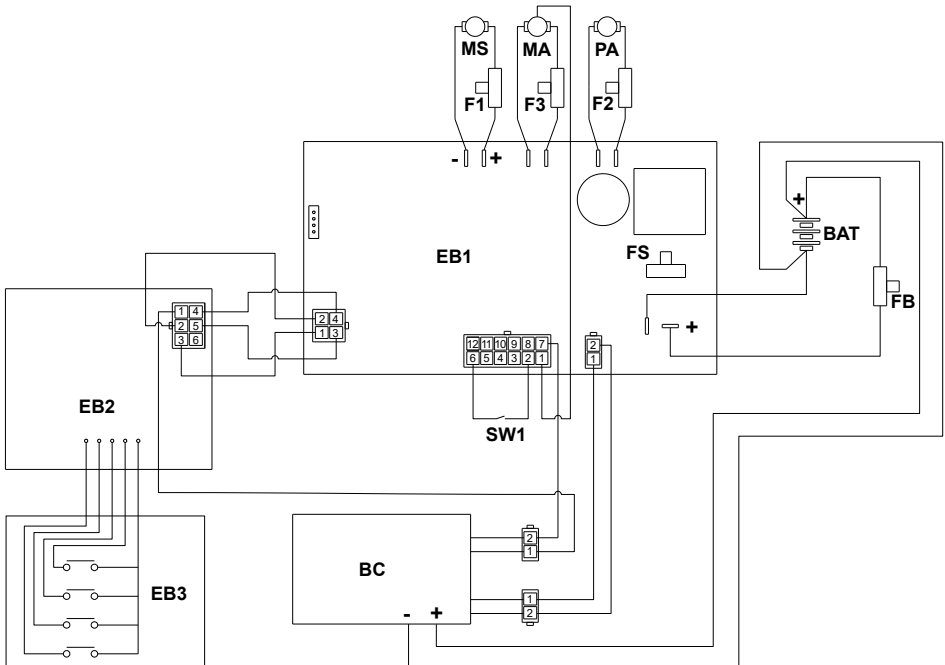 MS MA PA
F1 F3 F2
- +
+
BAT
FS
EB1
FB
+
1 4
2 4
2 5
1 3
3 6
12 11 10 9 8 7
2
6 5 4 3 2 1
1
EB2
SW1
2
1
BC
EB3
1
2
- +